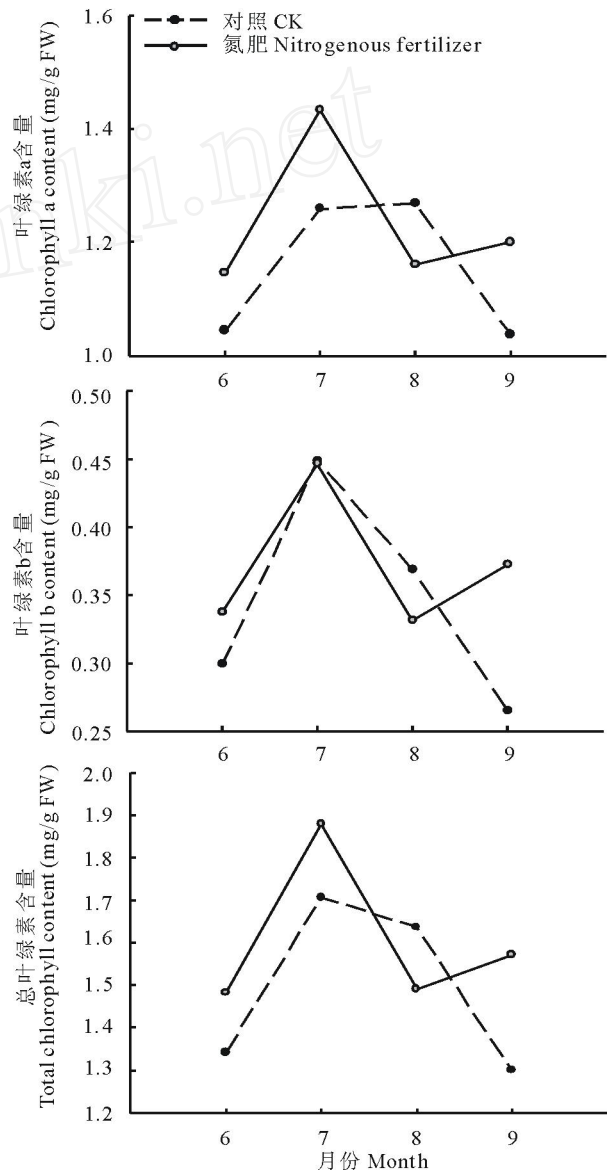 对照 CK
氮肥 Nitrogenous fertilizer
叶绿素a含量
Chlorophyll a content (mg/g FW)
1.6
1.4
1.2
1.0
6 7 8 9
叶绿素b含量
Chlorophyll b content (mg/g FW)
0.50
0.45
0.40
0.35
0.30
0.25
6 7 8 9
总叶绿素含量
Total chlorophyll content (mg/g FW)
2.0
1.9
1.8
1.7
1.6
1.5
1.4
1.3
1.2
6 7 8 9
月份 Month
nki.net